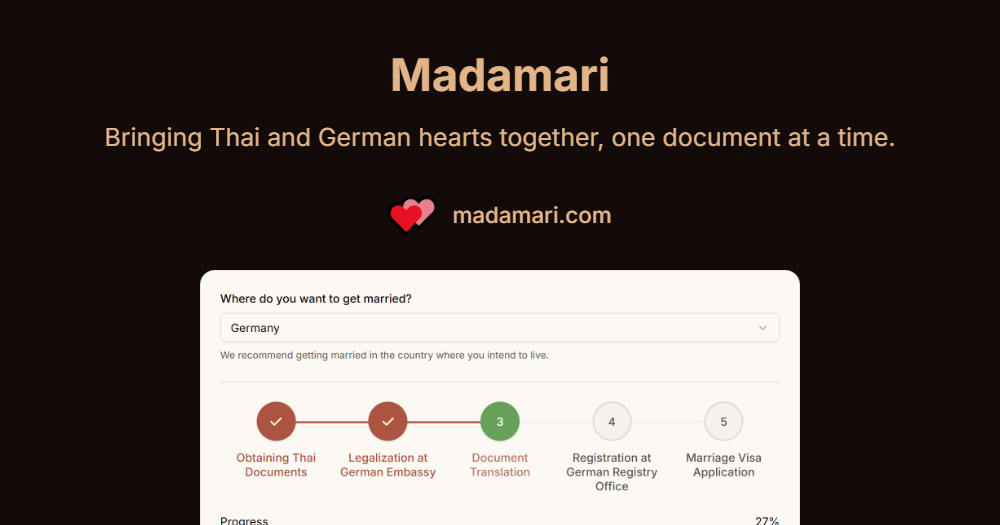 Madamari
Bringing Thai and German hearts together, one document at a time.
madamari.com
Where do you want to get married?
Germany
We recommend getting married in the country where you intend to live.
3
4
5
Obtaining Thai
Documents
Legalization at
German Embassy
Document
Translation
Registration at
German Registry
Office
Marriage Visa
Application
Progress
27%